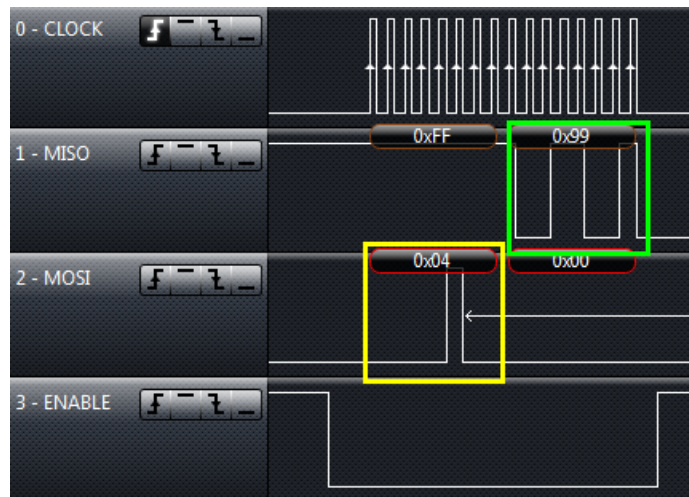 0 - CLOCK
1 - MISO
0xFF
0x99
2 - MOSI
0x04
0x00
3 - ENABLE